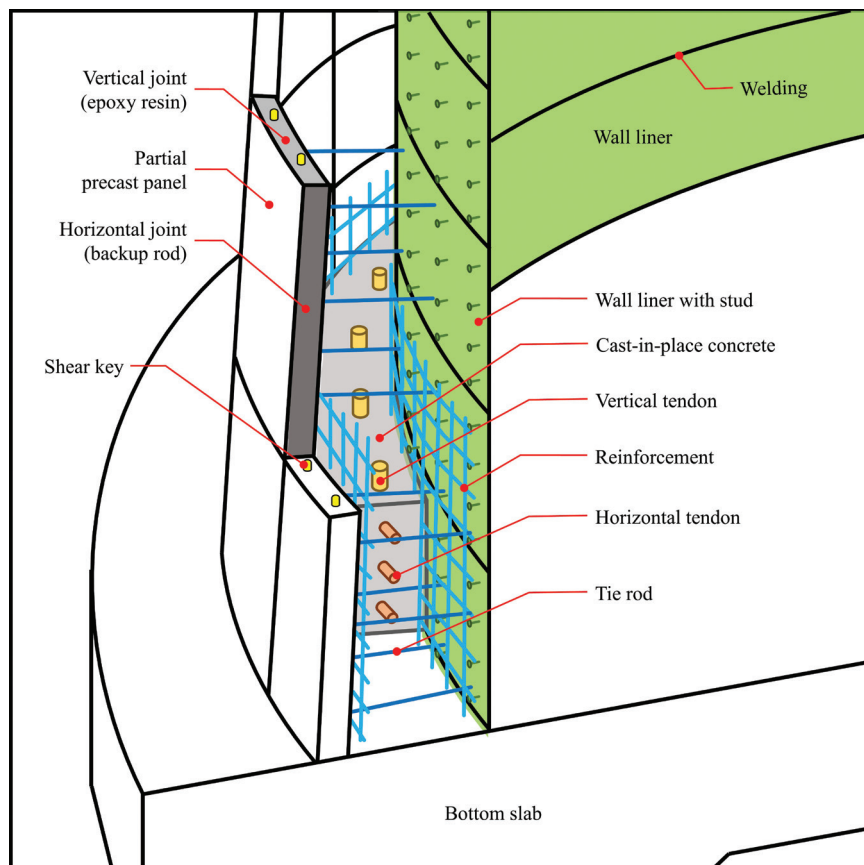 Vertical joint
(epoxy resin)
Partial
precast panel
Horizontal joint
(backup rod)
Shear key
Welding
Wall liner
Wall liner with stud
Cast-in-place concrete
Vertical tendon
Reinforcement
Horizontal tendon
Tie rod
Bottom slab